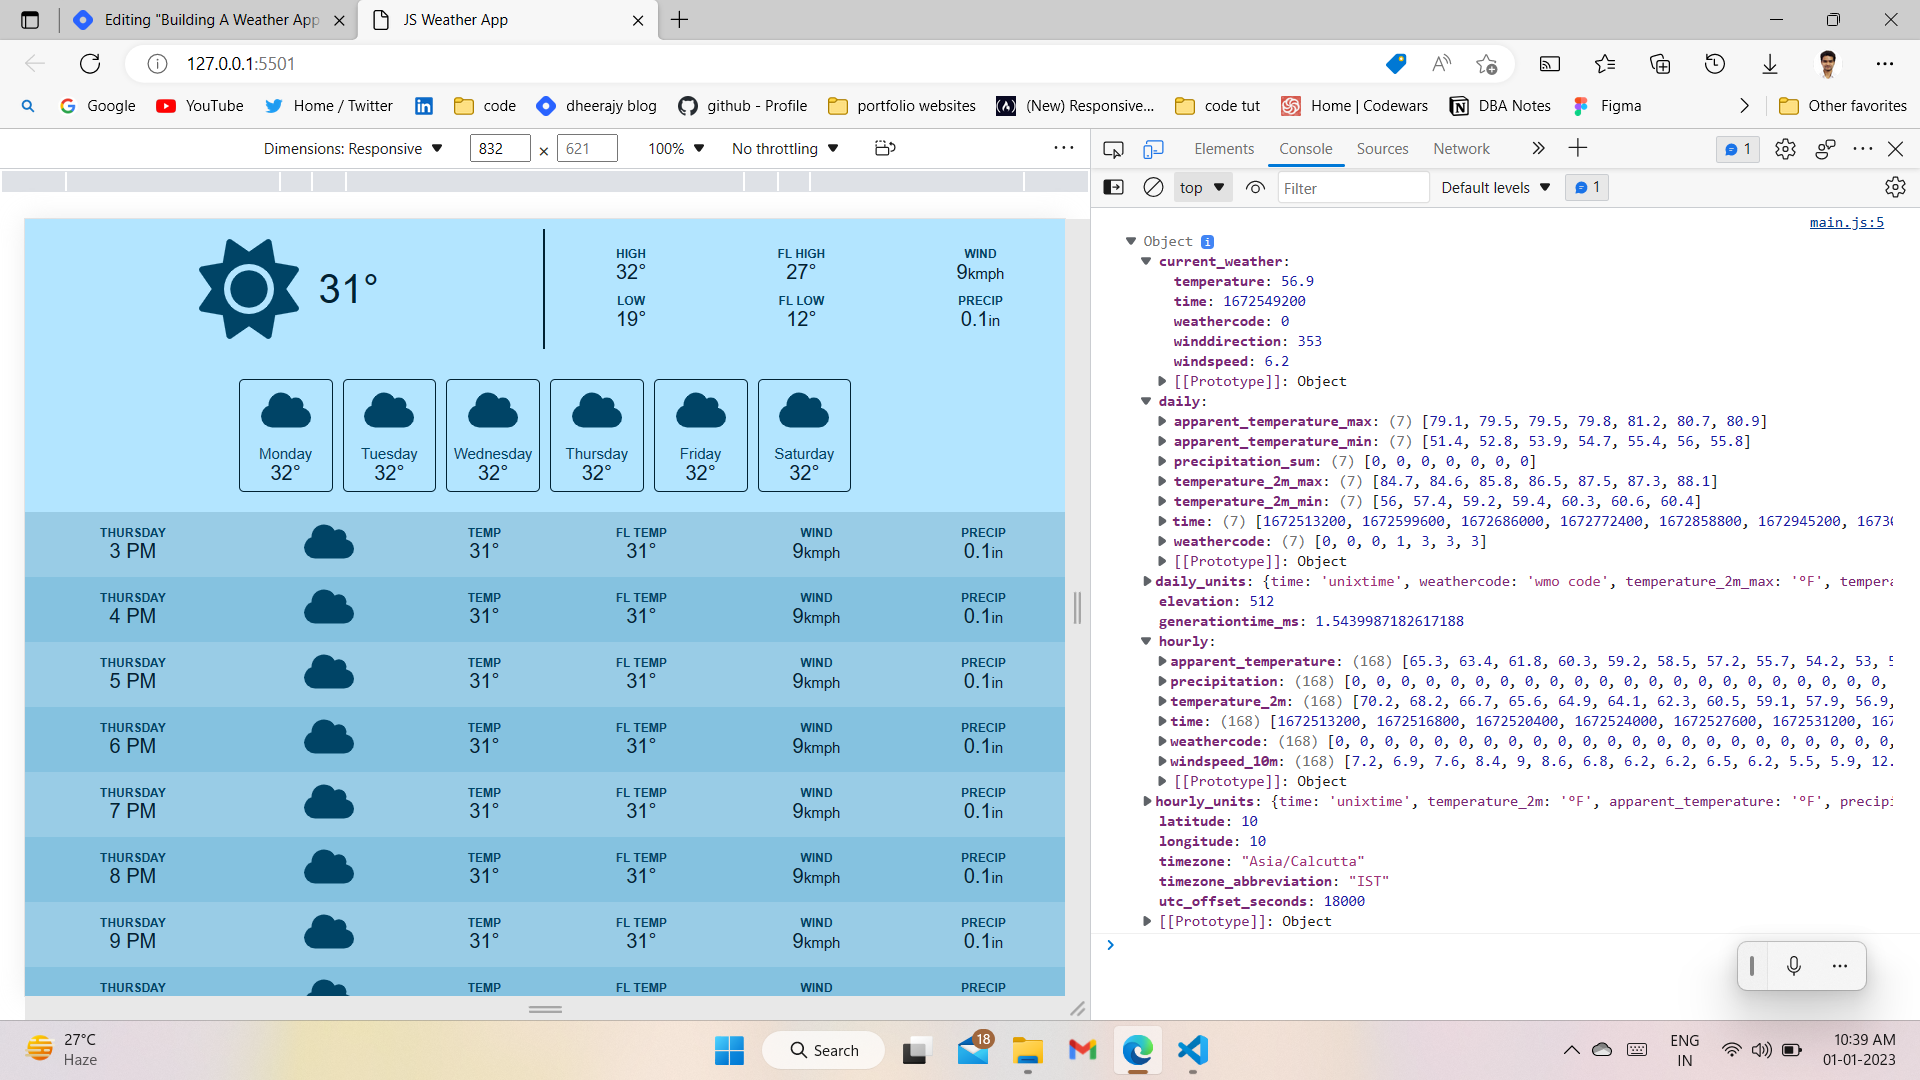 Editing "Building A Weather App
JS Weather App
127.0.0.1:5501
Google
YouTube
Home / Twitter
code
dheerajy blog
github - Profile
portfolio websites
(New) Responsive...
code tut
Home | Codewars
DBA Notes
Figma
Other favorites
Dimensions: Responsive
832 × 621
100%
No throttling
Elements
Console
Sources
Network
1
top
Filter
Default levels
1
31°
HIGH
32°
FL HIGH
27°
WIND
9kmph
LOW
19°
FL LOW
12°
PRECIP
0.1in
Monday
32°
Tuesday
32°
Wednesday
32°
Thursday
32°
Friday
32°
Saturday
32°
THURSDAY TEMP FL TEMP WIND PRECIP
3 PM 31° 31° 9kmph 0.1in
THURSDAY TEMP FL TEMP WIND PRECIP
4 PM 31° 31° 9kmph 0.1in
THURSDAY TEMP FL TEMP WIND PRECIP
5 PM 31° 31° 9kmph 0.1in
THURSDAY TEMP FL TEMP WIND PRECIP
6 PM 31° 31° 9kmph 0.1in
THURSDAY TEMP FL TEMP WIND PRECIP
7 PM 31° 31° 9kmph 0.1in
THURSDAY TEMP FL TEMP WIND PRECIP
8 PM 31° 31° 9kmph 0.1in
THURSDAY TEMP FL TEMP WIND PRECIP
9 PM 31° 31° 9kmph 0.1in
THURSDAY TEMP FL TEMP WIND PRECIP
main.js:5
Object i
current_weather:
temperature: 56.9
time: 1672549200
weathercode: 0
winddirection: 353
windspeed: 6.2
[[Prototype]]: Object
daily:
apparent_temperature_max: (7) [79.1, 79.5, 79.5, 79.8, 81.2, 80.7, 80.9]
apparent_temperature_min: (7) [51.4, 52.8, 53.9, 54.7, 55.4, 56, 55.8]
precipitation_sum: (7) [0, 0, 0, 0, 0, 0, 0]
temperature_2m_max: (7) [84.7, 84.6, 85.8, 86.5, 87.5, 87.3, 88.1]
temperature_2m_min: (7) [56, 57.4, 59.2, 59.4, 60.3, 60.6, 60.4]
time: (7) [1672513200, 1672599600, 1672686000, 1672772400, 1672858800, 1672945200, 16730
weathercode: (7) [0, 0, 0, 1, 3, 3, 3]
[[Prototype]]: Object
daily_units: {time: 'unixtime', weathercode: 'wmo code', temperature_2m_max: '°F', tempera
elevation: 512
generationtime_ms: 1.5439987182617188
hourly:
apparent_temperature: (168) [65.3, 63.4, 61.8, 60.3, 59.2, 58.5, 57.2, 55.7, 54.2, 53, 5
precipitation: (168) [0, 0, 0, 0, 0, 0, 0, 0, 0, 0, 0, 0, 0, 0, 0, 0, 0, 0, 0, 0, 0, 0,
temperature_2m: (168) [70.2, 68.2, 66.7, 65.6, 64.9, 64.1, 62.3, 60.5, 59.1, 57.9, 56.9,
time: (168) [1672513200, 1672516800, 1672520400, 1672524000, 1672527600, 1672531200, 167
weathercode: (168) [0, 0, 0, 0, 0, 0, 0, 0, 0, 0, 0, 0, 0, 0, 0, 0, 0, 0, 0, 0, 0, 0, 0,
windspeed_10m: (168) [7.2, 6.9, 7.6, 8.4, 9, 8.6, 6.8, 6.2, 6.2, 6.5, 6.2, 5.5, 5.9, 12.
[[Prototype]]: Object
hourly_units: {time: 'unixtime', temperature_2m: '°F', apparent_temperature: '°F', precipi
latitude: 10
longitude: 10
timezone: "Asia/Calcutta"
timezone_abbreviation: "IST"
utc_offset_seconds: 18000
[[Prototype]]: Object
27°C
Haze
Search
18
ENG
IN
10:39 AM
01-01-2023